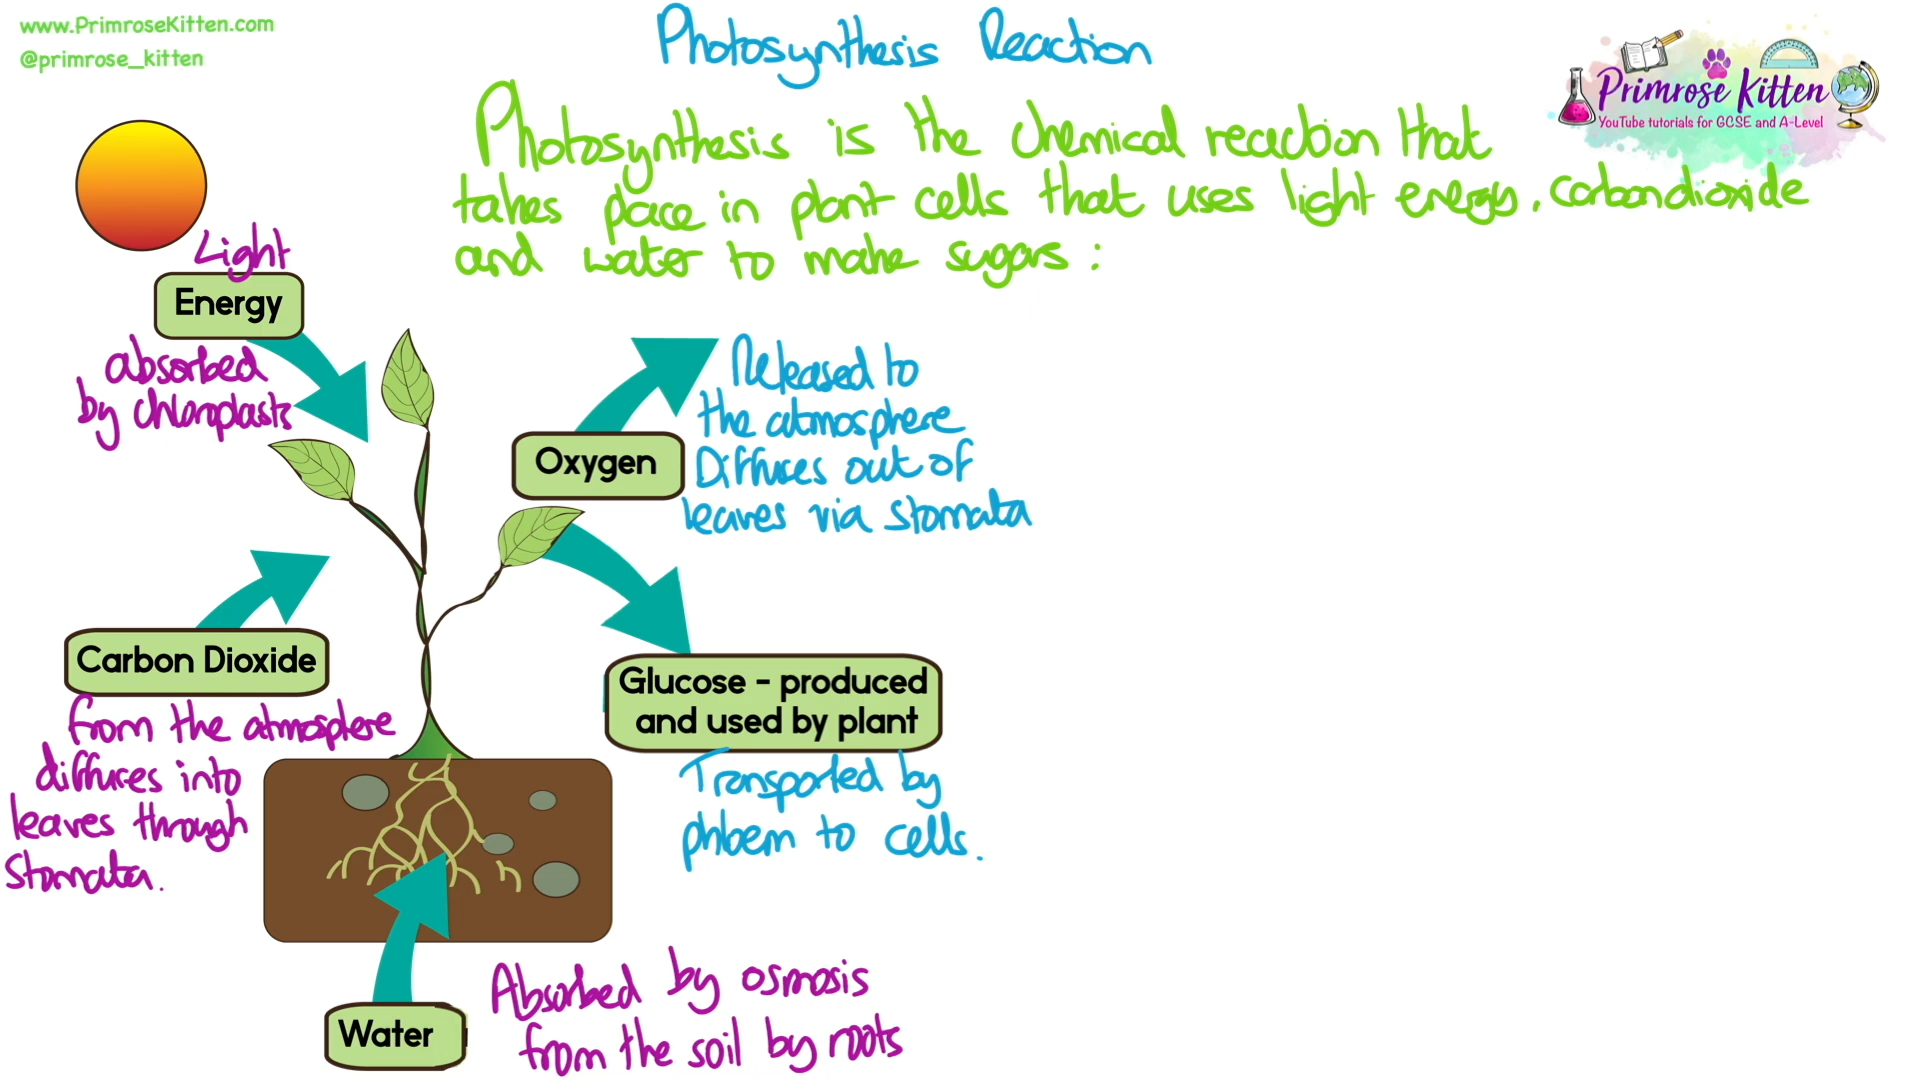 www.PrimroseKitten.com
@primrose_kitten
Photosynthesis Reaction
Primrose Kitten
YouTube tutorials for GCSE and A-Level
Photosynthesis is the chemical reaction that
takes place in plant cells that uses light energy, carbon dioxide
and water to make sugars:
Light
Energy
absorbed
by chloroplasts
Oxygen
Released to
the atmosphere
Diffuses out of
leaves via stomata
Carbon Dioxide
from the atmosphere
diffuses into
leaves through
stomata.
Glucose - produced
and used by plant
Transported by
phloem to cells.
Water
Absorbed by osmosis
from the soil by roots